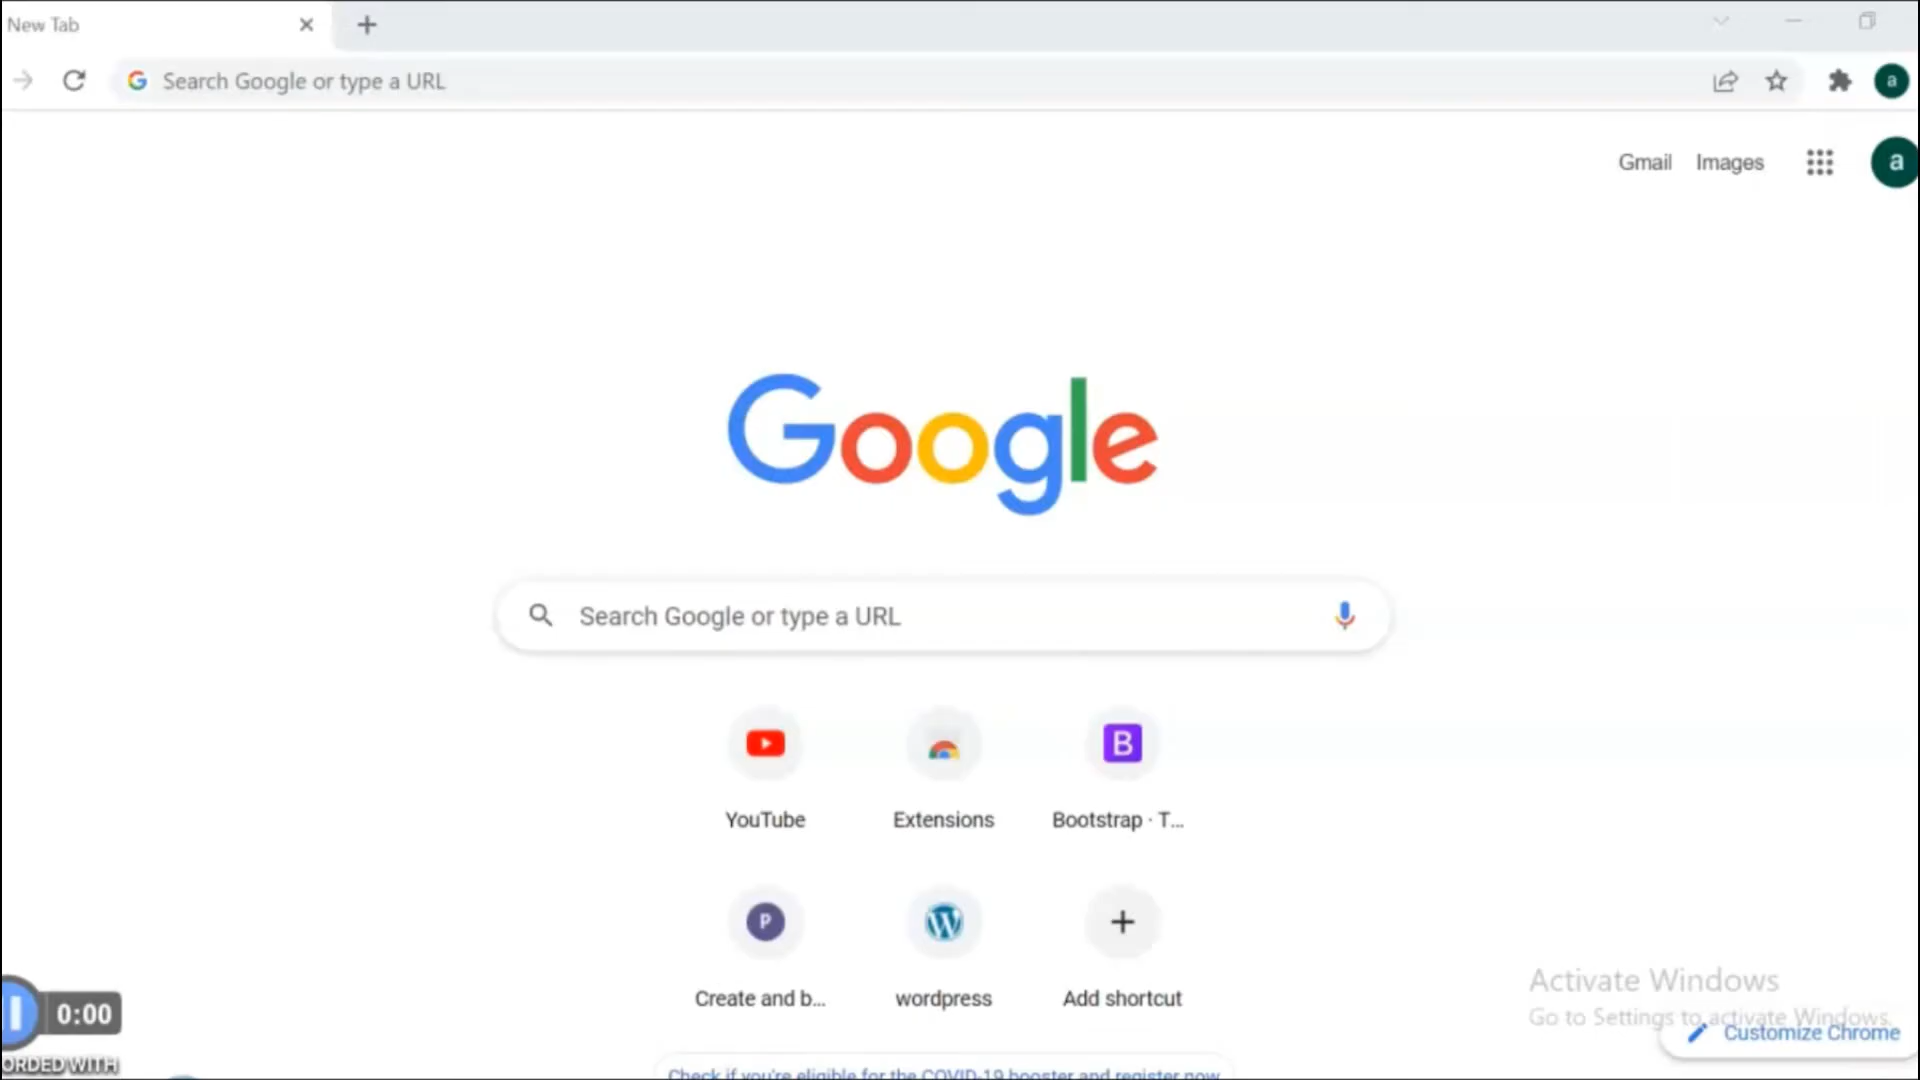 New Tab
Search Google or type a URL
a
Gmail Images
a
Google
Search Google or type a URL
B
YouTube Extensions Bootstrap · T...
P
Create and b... wordpress Add shortcut
Activate Windows
Go to Settings to activate Windows.
Customize Chrome
0:00
ORDED WITH
Check if you're eligible for the COVID-19 booster and register now